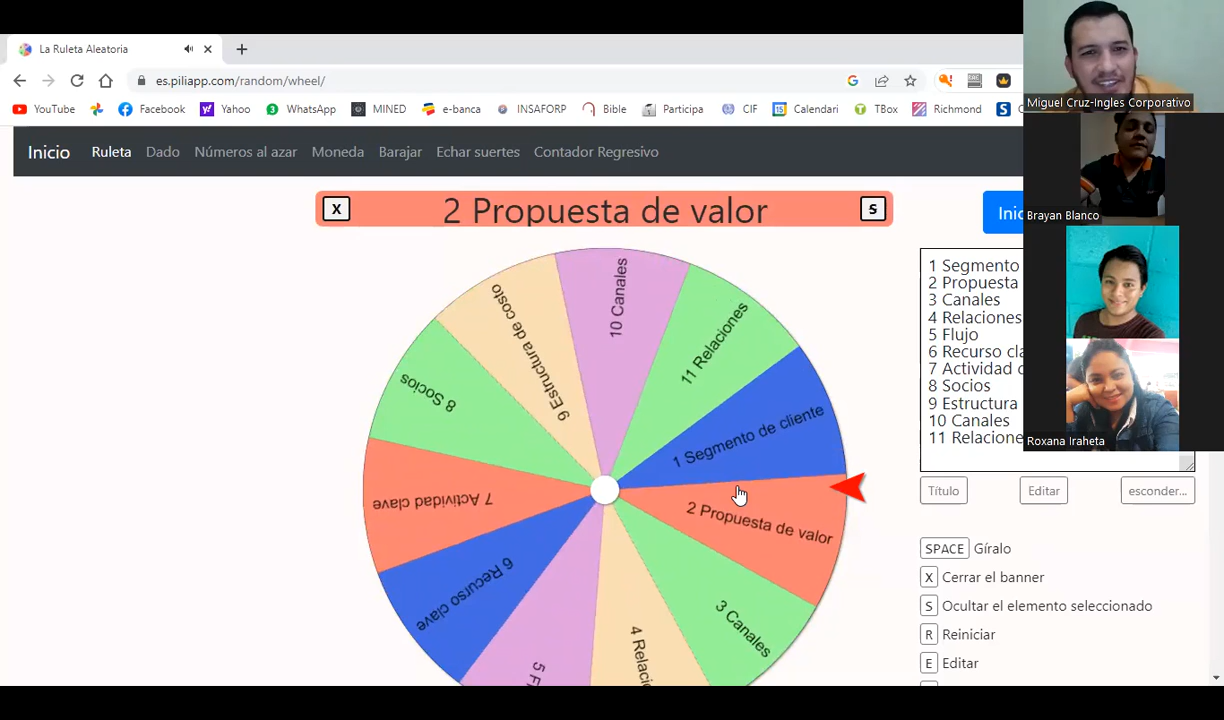 La Ruleta Aleatoria
es.piliapp.com/random/wheel/
YouTube Facebook Yahoo WhatsApp MINED e-banca INSAFORP Bible Participa CIF Calendari TBox Richmond
Inicio Ruleta Dado Números al azar Moneda Barajar Echar suertes Contador Regresivo
X 2 Propuesta de valor S
Inic
1 Segmento
2 Propuesta
3 Canales
4 Relaciones
5 Flujo
6 Recurso cla
7 Actividad c
8 Socios
9 Estructura
10 Canales
11 Relacione
Título Editar esconder...
SPACE Gíralo
X Cerrar el banner
S Ocultar el elemento seleccionado
R Reiniciar
E Editar
1 Segmento de cliente
2 Propuesta de valor
3 Canales
4 Relaci
5 F
6 Recurso clave
7 Actividad clave
8 Socios
9 Estructura de costo
10 Canales
11 Relaciones
Miguel Cruz-Ingles Corporativo
Brayan Blanco
Roxana Iraheta